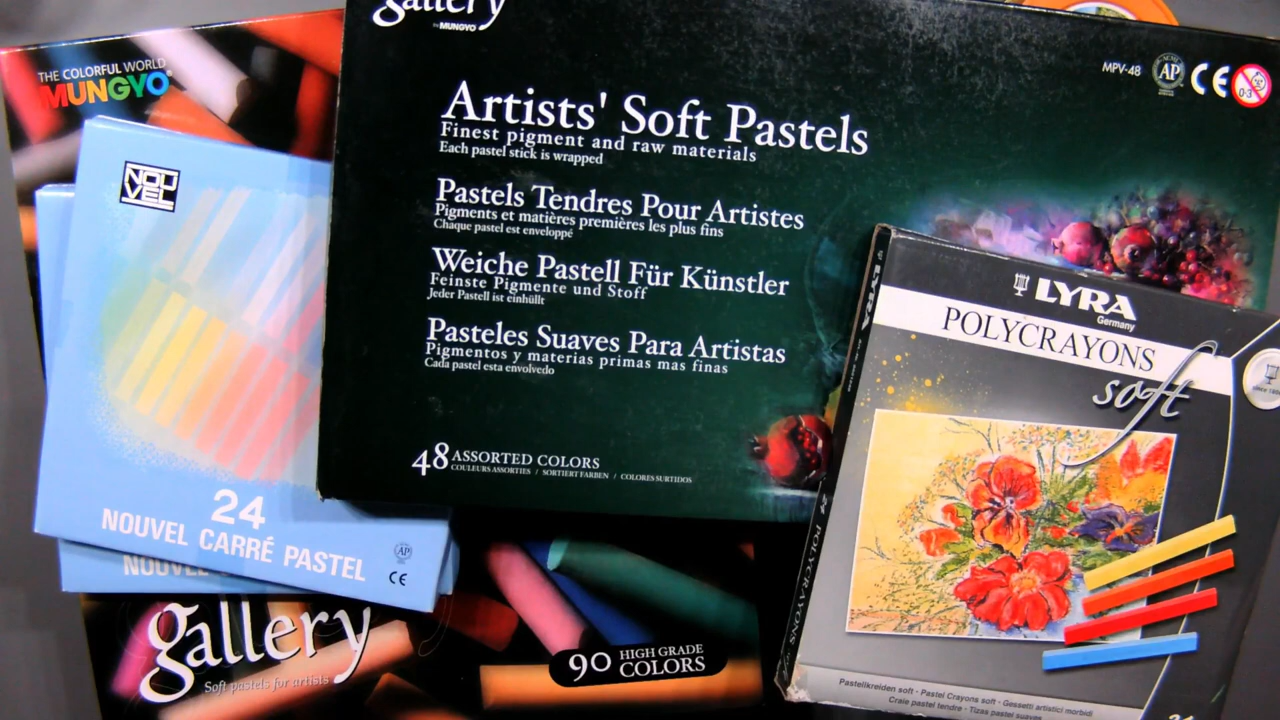 gallery
BY MUNGYO
MPV-48
AP
CE
0-3
THE COLORFUL WORLD
MUNGYO
Artists' Soft Pastels
Finest pigment and raw materials
Each pastel stick is wrapped
Pastels Tendres Pour Artistes
Pigments et matières premières les plus fins
Chaque pastel est enveloppé
Weiche Pastell Für Künstler
Feinste Pigmente und Stoff
Jeder Pastell ist einhüllt
Pasteles Suaves Para Artistas
Pigmentos y materias primas mas finas
Cada pastel esta envolvedo
48 ASSORTED COLORS
COULEURS ASSORTIES / SORTIERT FARBEN / COLORES SURTIDOS
NOU
VEL
24
NOUVEL CARRÉ PASTEL
AP
CE
NOUVEL
gallery
Soft pastels for artists
90 HIGH GRADE
COLORS
LYRA
Germany
POLYCRAYONS
soft
LYRA
24 POLYCRAYONS
Pastellkreiden soft · Pastel Crayons soft · Gessetti artistici morbidi
Craie pastel tendre · Tizas pastel suaves
24